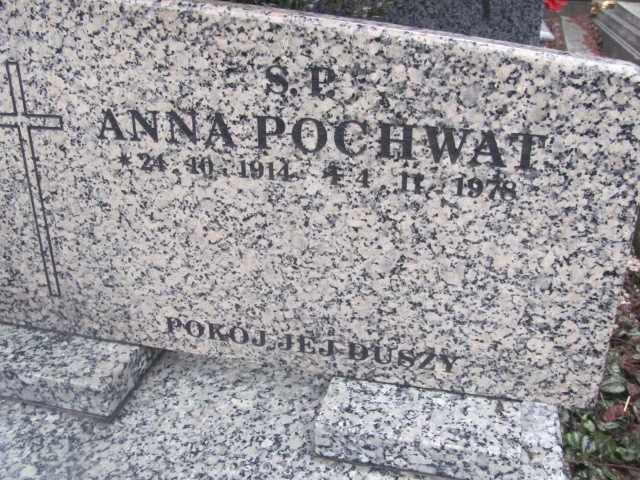 Ś. P.
ANNA POCHWAT
* 24. 10. 1914. + 4. 11. 1978
POKÓJ JEJ DUSZY